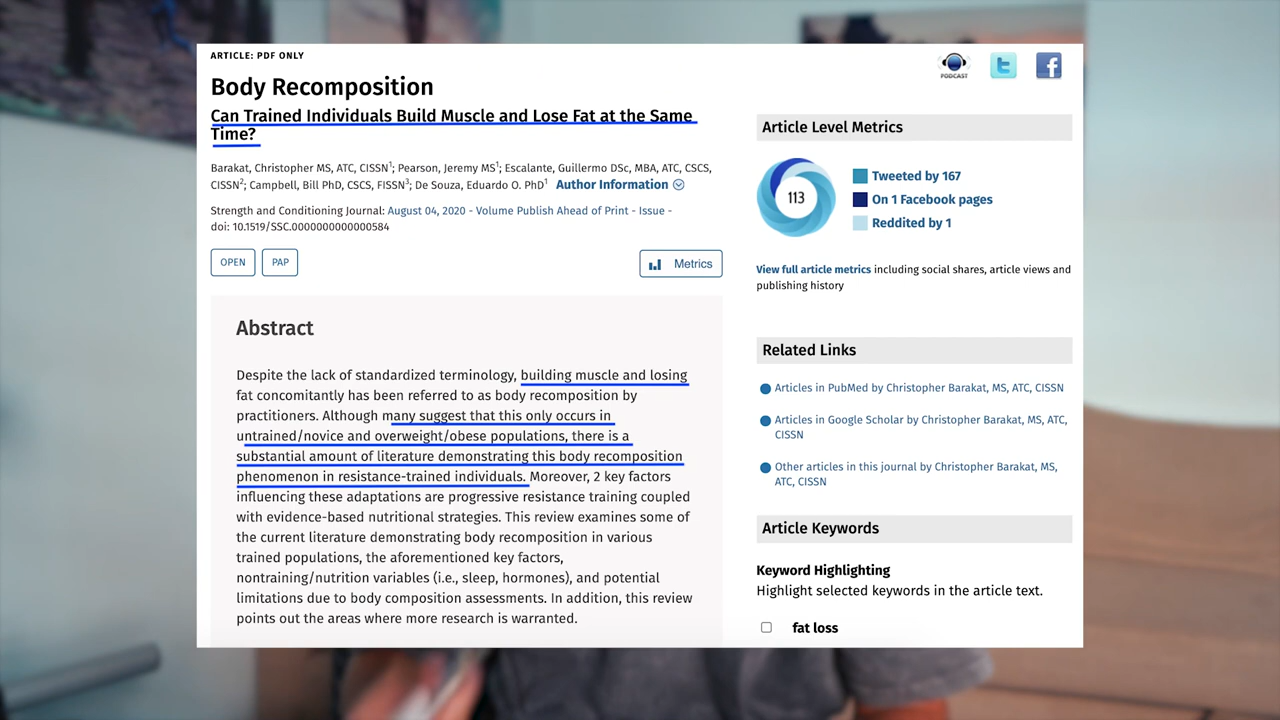 ARTICLE: PDF ONLY
Body Recomposition
Can Trained Individuals Build Muscle and Lose Fat at the Same
Time?
Barakat, Christopher MS, ATC, CISSN1; Pearson, Jeremy MS1; Escalante, Guillermo DSc, MBA, ATC, CSCS,
CISSN2; Campbell, Bill PhD, CSCS, FISSN3; De Souza, Eduardo O. PhD1 Author Information
Strength and Conditioning Journal: August 04, 2020 - Volume Publish Ahead of Print - Issue -
doi: 10.1519/SSC.0000000000000584
OPEN
PAP
Metrics
Abstract
Despite the lack of standardized terminology, building muscle and losing
fat concomitantly has been referred to as body recomposition by
practitioners. Although many suggest that this only occurs in
untrained/novice and overweight/obese populations, there is a
substantial amount of literature demonstrating this body recomposition
phenomenon in resistance-trained individuals. Moreover, 2 key factors
influencing these adaptations are progressive resistance training coupled
with evidence-based nutritional strategies. This review examines some of
the current literature demonstrating body recomposition in various
trained populations, the aforementioned key factors,
nontraining/nutrition variables (i.e., sleep, hormones), and potential
limitations due to body composition assessments. In addition, this review
points out the areas where more research is warranted.
PODCAST
Article Level Metrics
113
Tweeted by 167
On 1 Facebook pages
Reddited by 1
View full article metrics including social shares, article views and
publishing history
Related Links
Articles in PubMed by Christopher Barakat, MS, ATC, CISSN
Articles in Google Scholar by Christopher Barakat, MS, ATC,
CISSN
Other articles in this journal by Christopher Barakat, MS,
ATC, CISSN
Article Keywords
Keyword Highlighting
Highlight selected keywords in the article text.
fat loss